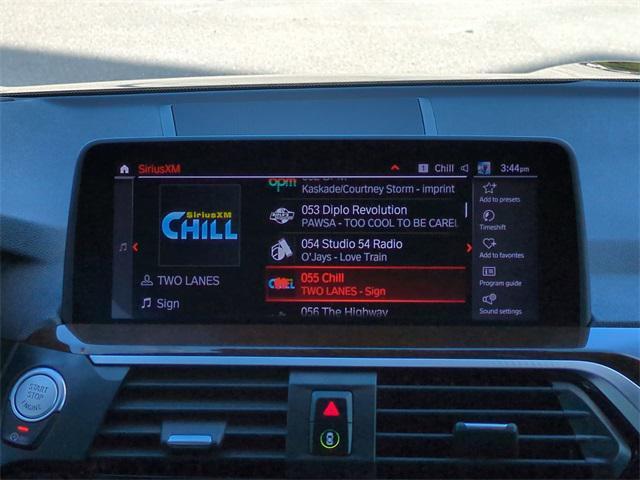 SiriusXM
1 Chill 3:44pm
opm
Kaskade/Courtney Storm - imprint
053 Diplo Revolution
PAWSA - TOO COOL TO BE CAREL
054 Studio 54 Radio
O'Jays - Love Train
055 Chill
TWO LANES - Sign
056 The Highway
SiriusXM
CHILL
TWO LANES
Sign
Add to presets
Timeshift
Add to favorites
Program guide
Sound settings
START
STOP
ENGINE